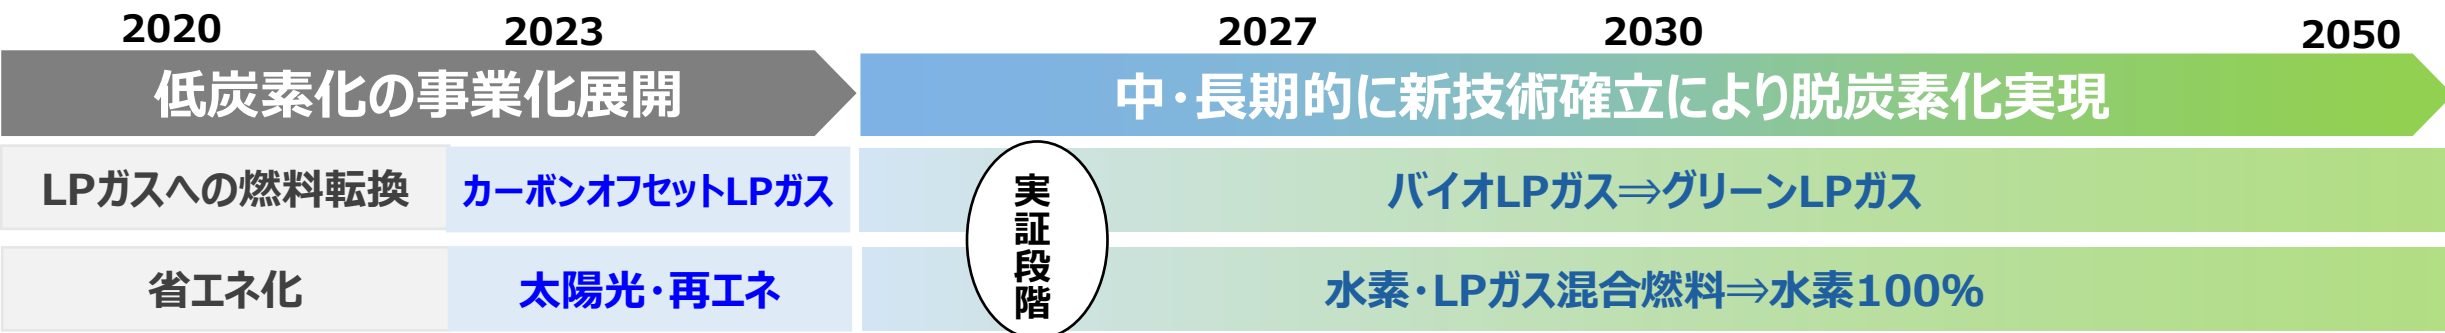 2020 2023 2027 2030 2050
低炭素化の事業化展開 中・長期的に新技術確立により脱炭素化実現
LPガスへの燃料転換 カーボンオフセットLPガス バイオLPガス⇒グリーンLPガス
実証段階
省エネ化 太陽光・再エネ 水素・LPガス混合燃料⇒水素100%